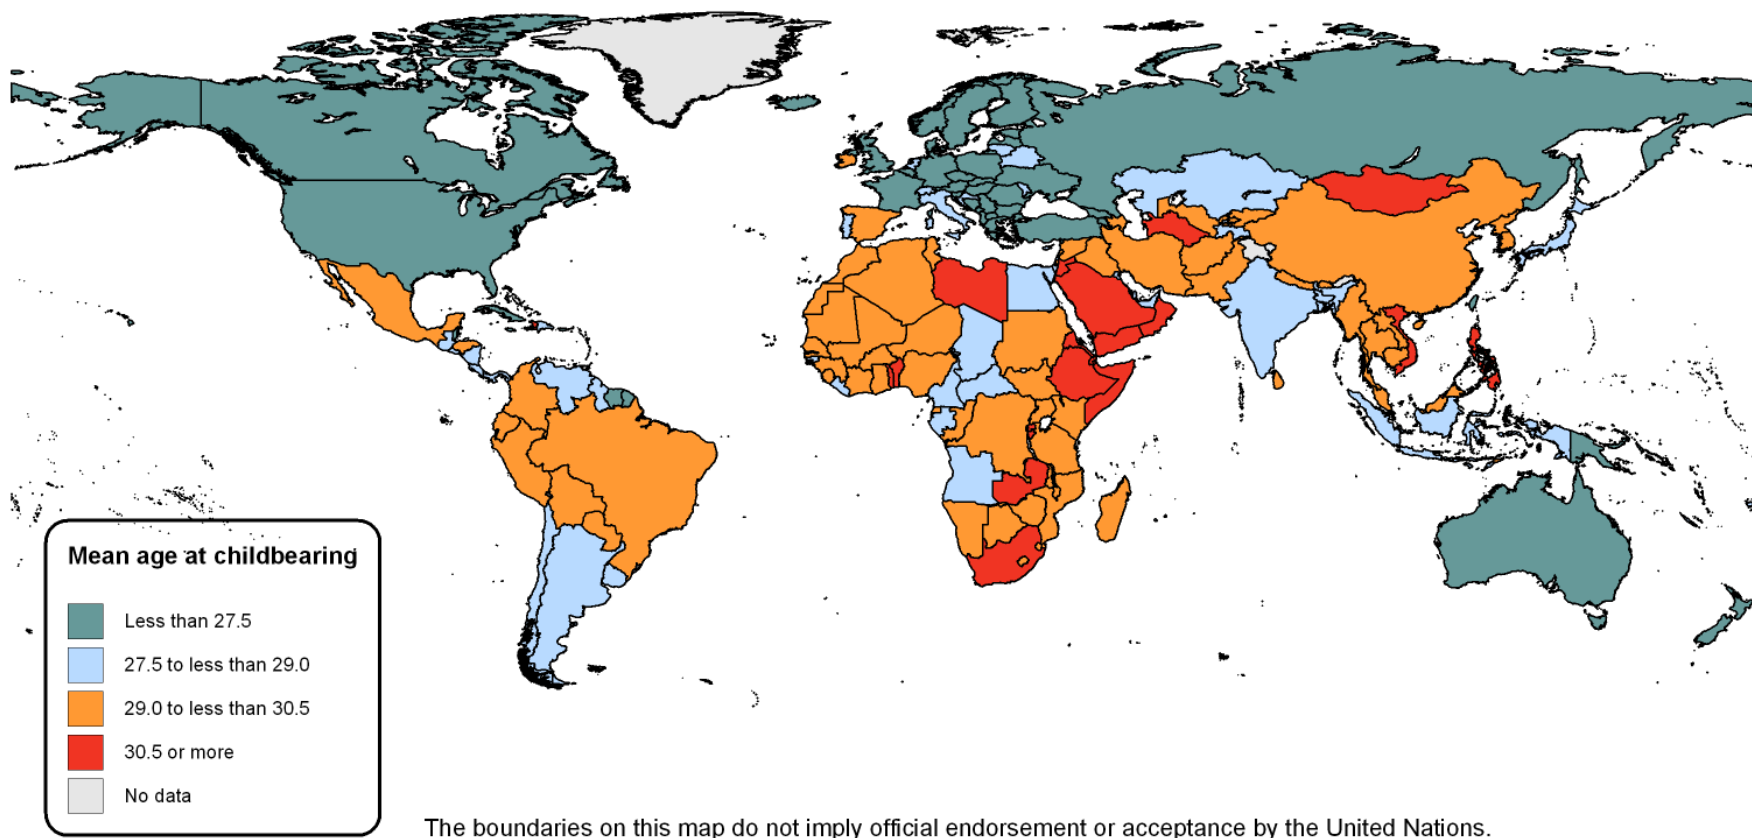 Mean age at childbearing
Less than 27.5
27.5 to less than 29.0
29.0 to less than 30.5
30.5 or more
No data
The boundaries on this map do not imply official endorsement or acceptance by the United Nations.